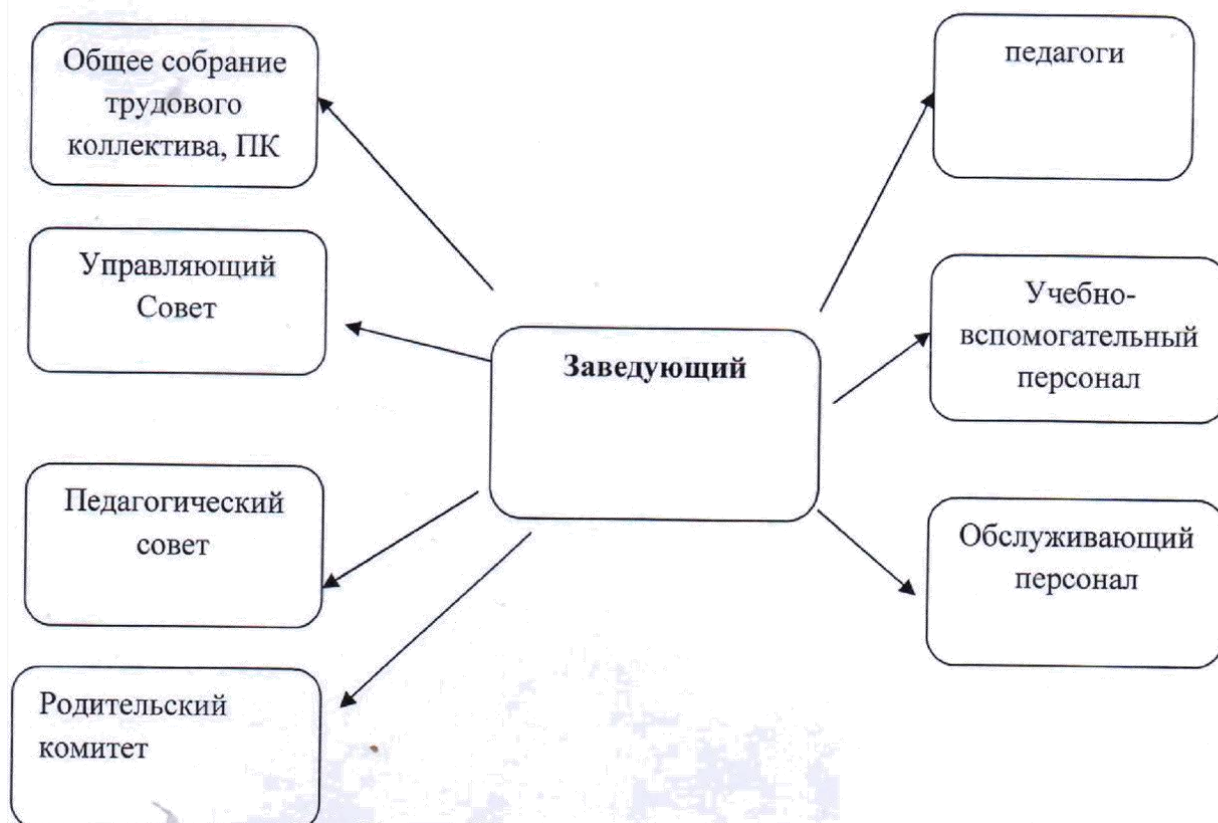 Общее собрание
трудового
коллектива, ПК
педагоги
Управляющий
Совет
Учебно-
вспомогательный
персонал
Заведующий
Педагогический
совет
Обслуживающий
персонал
Родительский
комитет